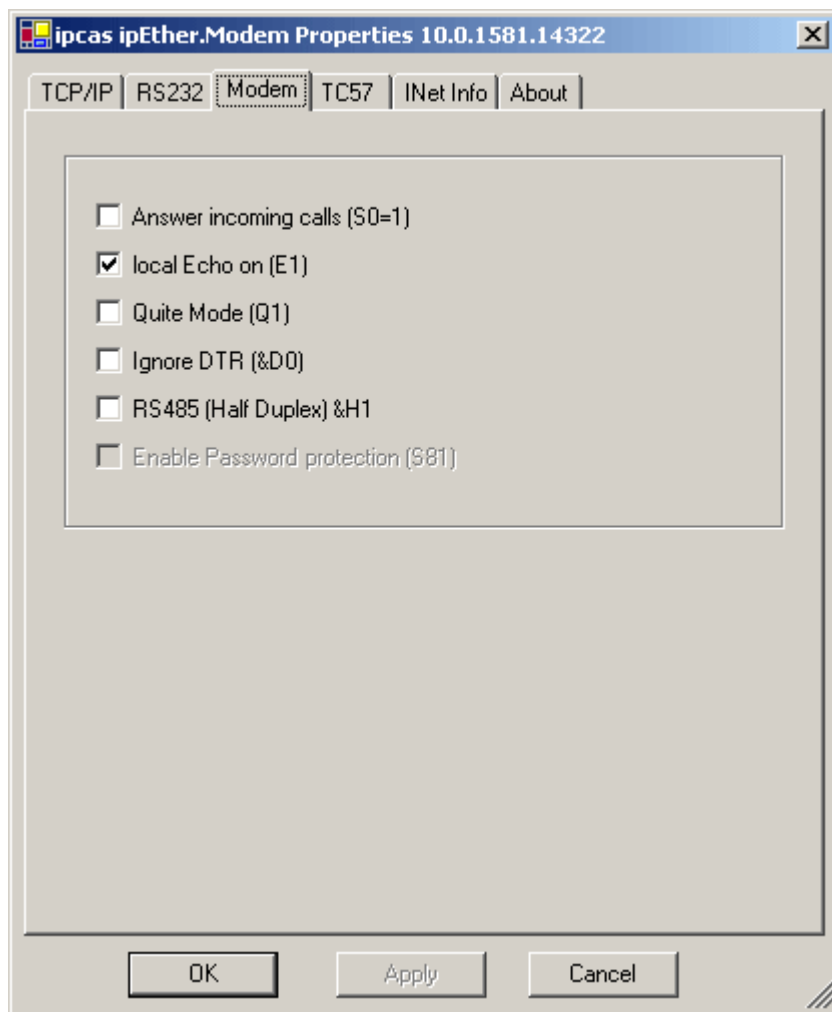 ipcas ipEther.Modem Properties 10.0.1581.14322
TCP/IP RS232 Modem TC57 INet Info About
Answer incoming calls (S0=1)
local Echo on (E1)
Quite Mode (Q1)
Ignore DTR (&D0)
RS485 (Half Duplex) &H1
Enable Password protection (S81)
OK Apply Cancel